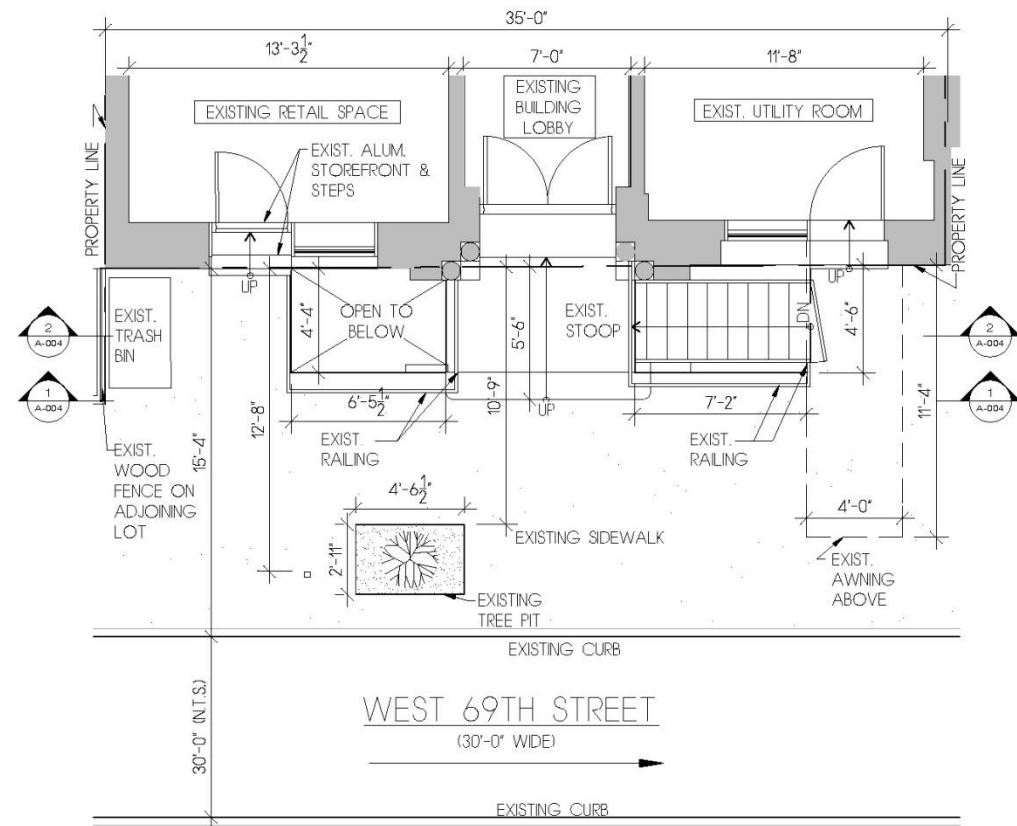 35'-0"
13'-3 1/2"
7'-0"
11'-8"
EXISTING RETAIL SPACE
EXISTING
BUILDING
LOBBY
EXIST. UTILITY ROOM
EXIST. ALUM.
STOREFRONT &
STEPS
PROPERTY LINE
PROPERTY LINE
UP
UP
EXIST.
TRASH
BIN
OPEN TO
BELOW
4'-4"
5'-6"
EXIST.
STOOP
DN
4'-6"
2
A-004
2
A-004
1
A-004
1
A-004
6'-5 1/2"
10'-9"
UP
7'-2"
11'-4"
12'-8"
15'-4"
EXIST.
RAILING
EXIST.
RAILING
EXIST.
WOOD
FENCE ON
ADJOINING
LOT
4'-6 1/2"
4'-0"
2'-11"
EXISTING SIDEWALK
EXIST.
AWNING
ABOVE
EXISTING
TREE PIT
EXISTING CURB
WEST 69TH STREET
(30'-0" WIDE)
30'-0" (N.T.S.)
EXISTING CURB